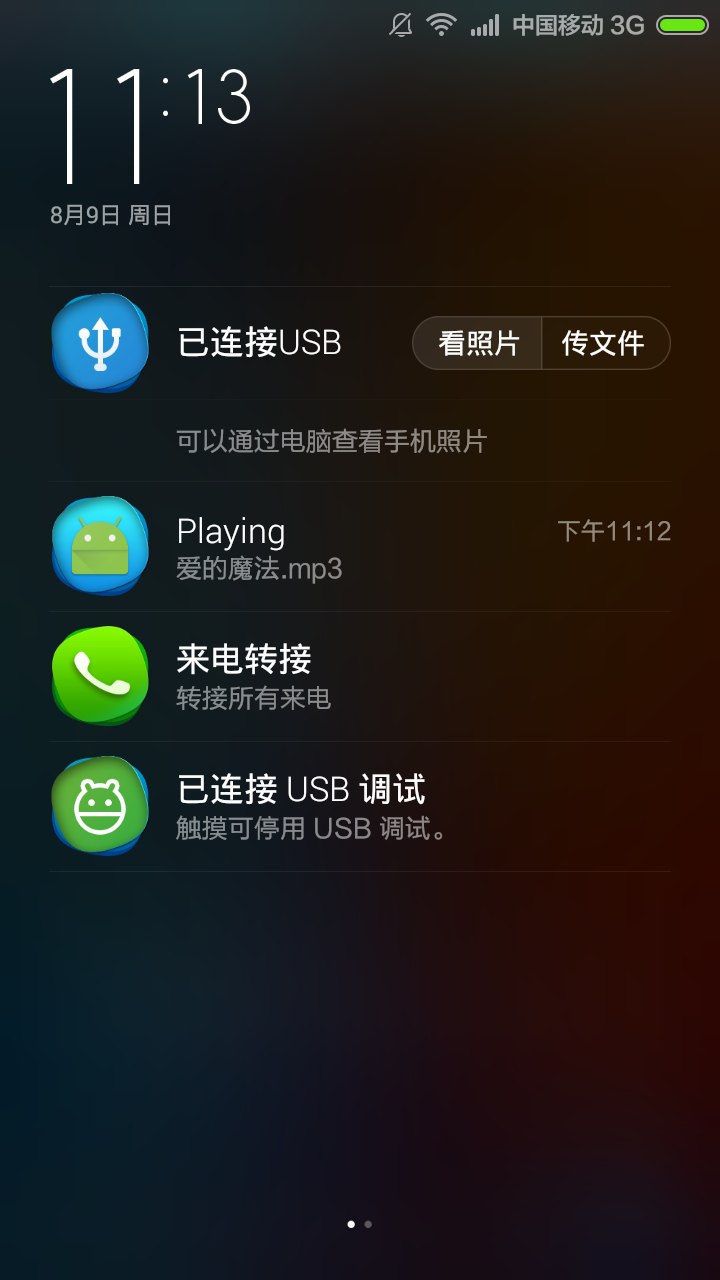 中国移动 3G
11:13
8月9日 周日
已连接USB 看照片 传文件
可以通过电脑查看手机照片
Playing 下午11:12
爱的魔法.mp3
来电转接
转接所有来电
已连接 USB 调试
触摸可停用 USB 调试。